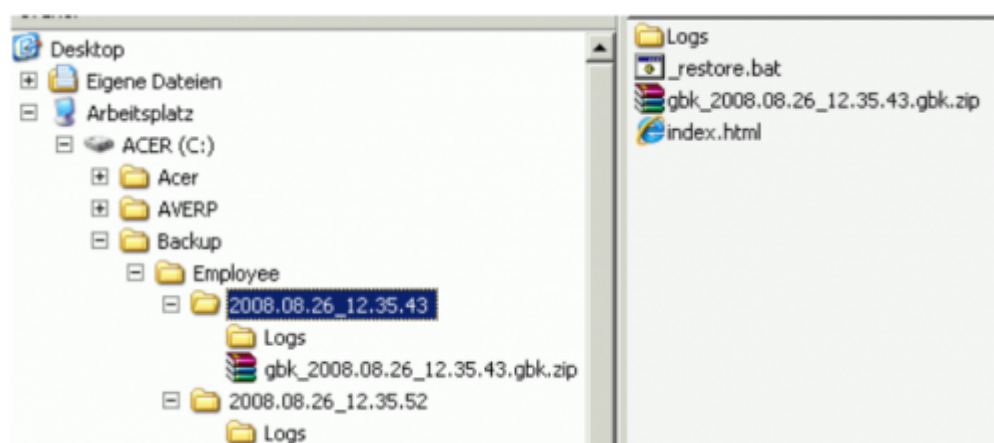 Desktop
Eigene Dateien
Arbeitsplatz
ACER (C:)
Acer
AVERP
Backup
Employee
2008.08.26_12.35.43
Logs
gbk_2008.08.26_12.35.43.gbk.zip
2008.08.26_12.35.52
Logs
Logs
_restore.bat
gbk_2008.08.26_12.35.43.gbk.zip
index.html